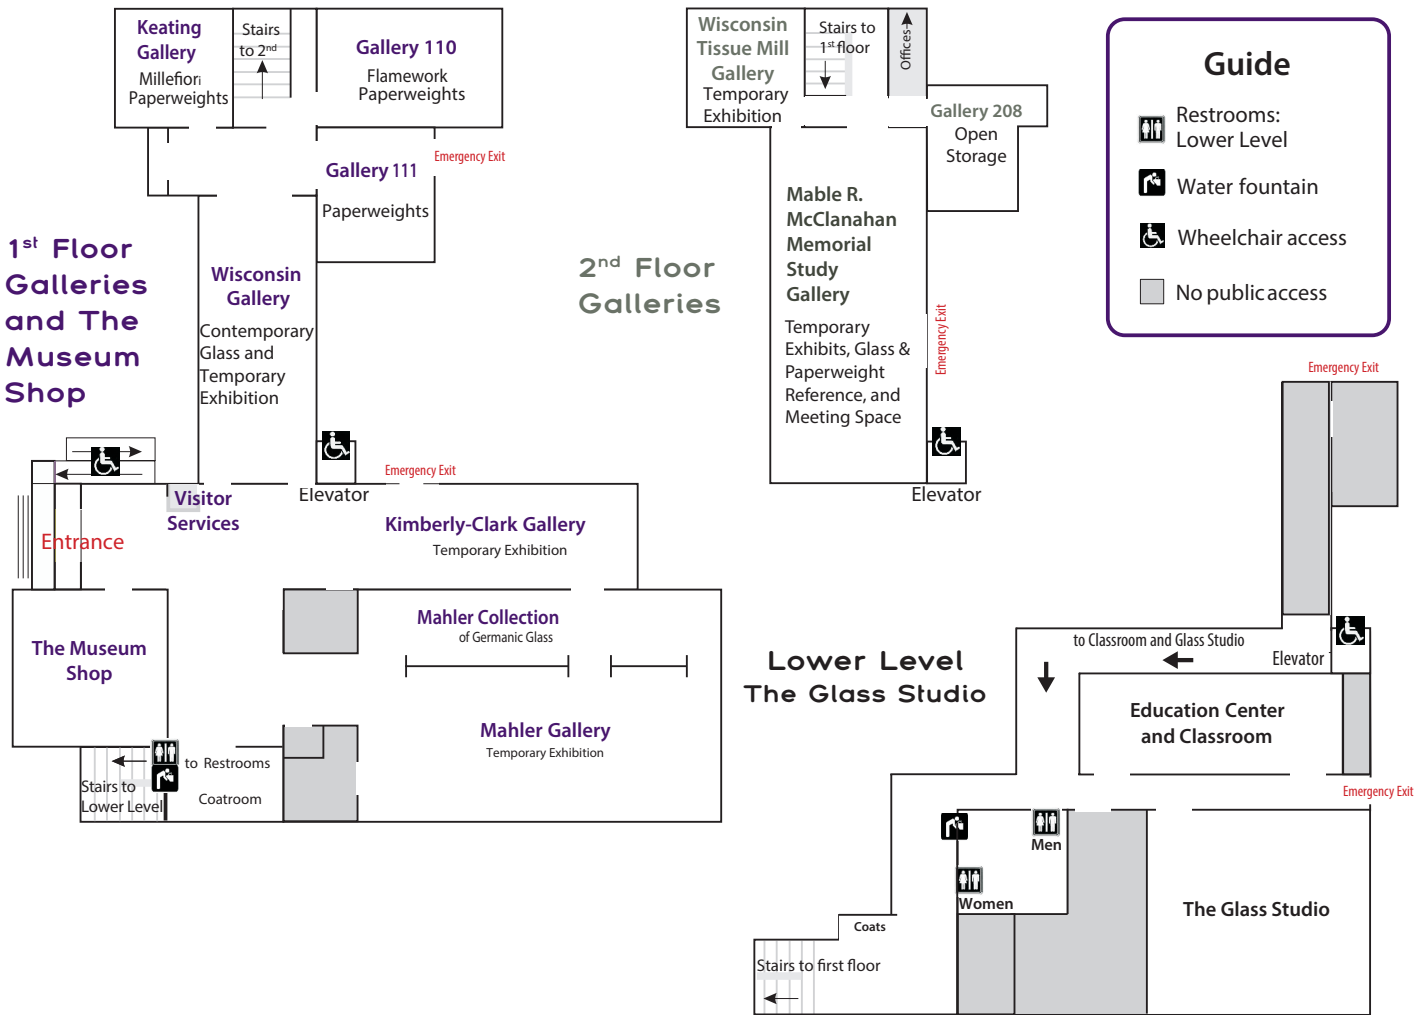 Keating
Gallery
Millefiori
Paperweights
Stairs
to 2nd
Gallery 110
Flamework
Paperweights
Gallery 111
Emergency Exit
Paperweights
1st Floor
Galleries
and The
Museum
Shop
Wisconsin
Gallery
Contemporary
Glass and
Temporary
Exhibition
Elevator
Emergency Exit
Visitor
Services
Entrance
Kimberly-Clark Gallery
Temporary Exhibition
Mahler Collection
of Germanic Glass
The Museum
Shop
Mahler Gallery
Temporary Exhibition
to Restrooms
Stairs to
Lower Level
Coatroom
Wisconsin
Tissue Mill
Gallery
Temporary
Exhibition
Stairs to
1st floor
Offices
Gallery 208
Open
Storage
2nd Floor
Galleries
Mable R.
McClanahan
Memorial
Study
Gallery
Temporary
Exhibits, Glass &
Paperweight
Reference, and
Meeting Space
Emergency Exit
Elevator
Guide
Restrooms:
Lower Level
Water fountain
Wheelchair access
No public access
Emergency Exit
Lower Level
The Glass Studio
to Classroom and Glass Studio
Elevator
Education Center
and Classroom
Emergency Exit
Men
Women
The Glass Studio
Coats
Stairs to first floor